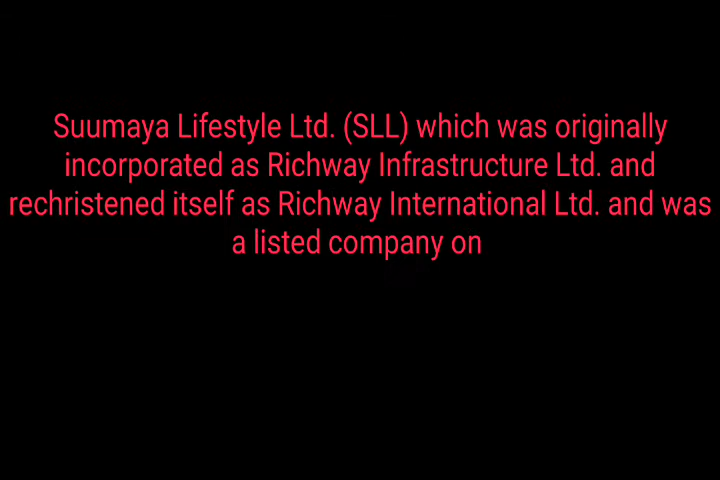 Suumaya Lifestyle Ltd. (SLL) which was originally
incorporated as Richway Infrastructure Ltd. and
rechristened itself as Richway International Ltd. and was
a listed company on